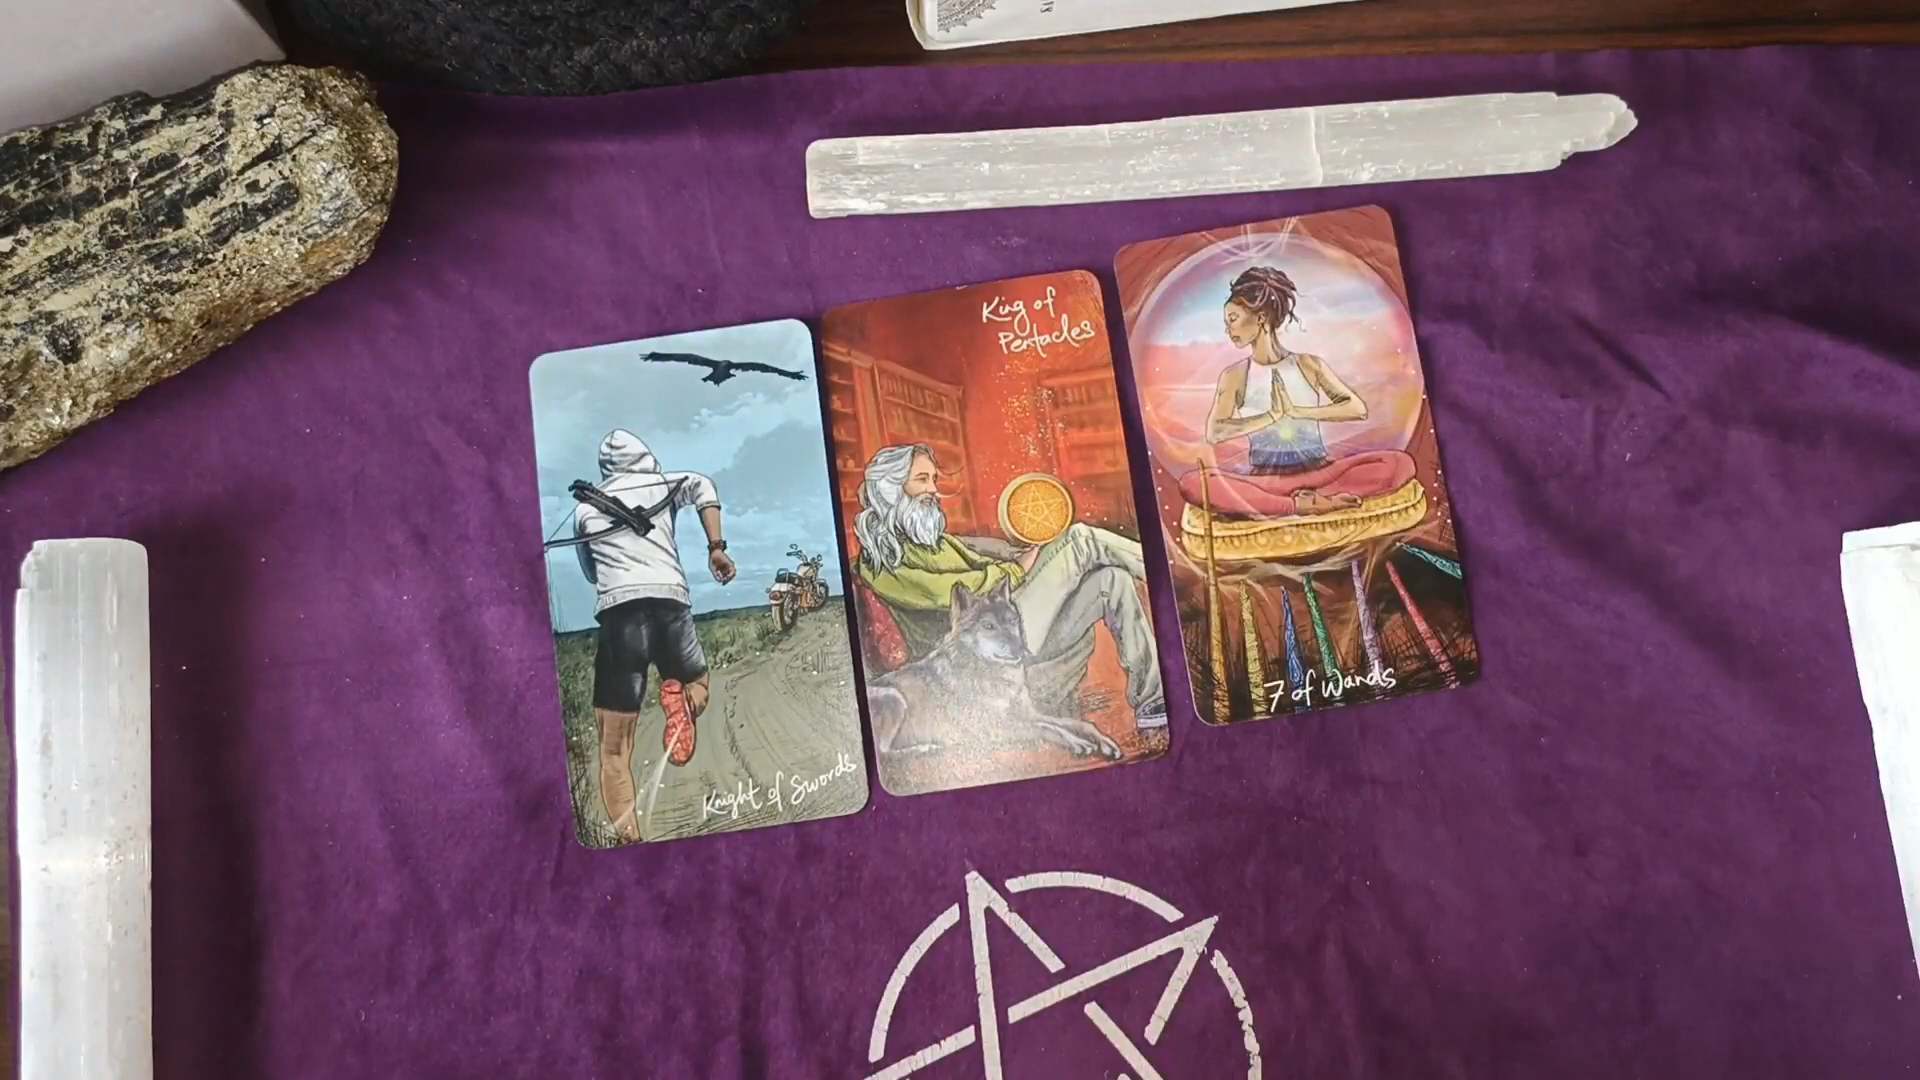 King of
Pentacles
7 of Wands
Knight of Swords